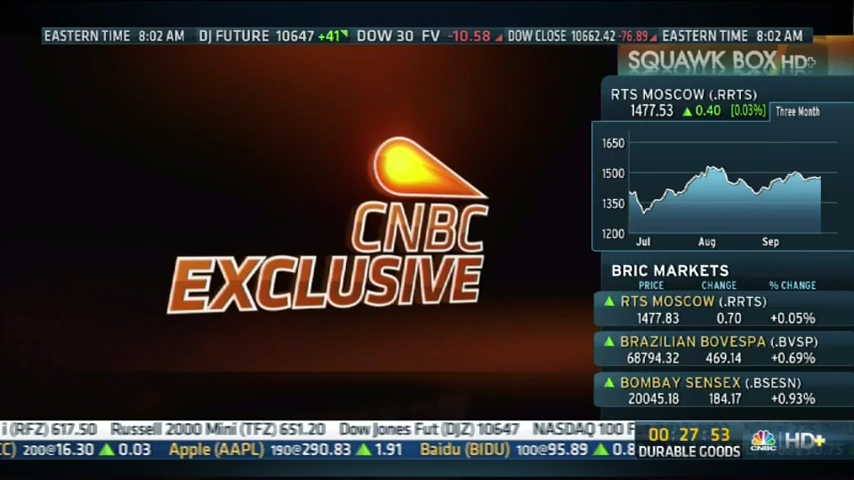 EASTERN TIME 8:02 AM DJ FUTURE 10647 +41 DOW 30 FV -10.58 DOW CLOSE 10662.42 -76.89 EASTERN TIME 8:02 AM
SQUAWK BOX HD+
RTS MOSCOW (.RRTS)
1477.53 ▲ 0.40 [0.03%] Three Month
1650
1500
1350
1200
Jul Aug Sep
CNBC
EXCLUSIVE
BRIC MARKETS
PRICE CHANGE % CHANGE
▲ RTS MOSCOW (.RRTS)
1477.83 0.70 +0.05%
▲ BRAZILIAN BOVESPA (.BVSP)
68794.32 469.14 +0.69%
▲ BOMBAY SENSEX (.BSESN)
20045.18 184.17 +0.93%
i (RFZ) 617.50 Russell 2000 Mini (TFZ) 651.20 Dow Jones Fut (DJZ) 10647 NASDAQ 100 F
C) 200@16.30 ▲ 0.03 Apple (AAPL) 190@290.83 ▲ 1.91 Baidu (BIDU) 100@95.89 ▲ 0.8
00:27:53
DURABLE GOODS
CNBC HD+